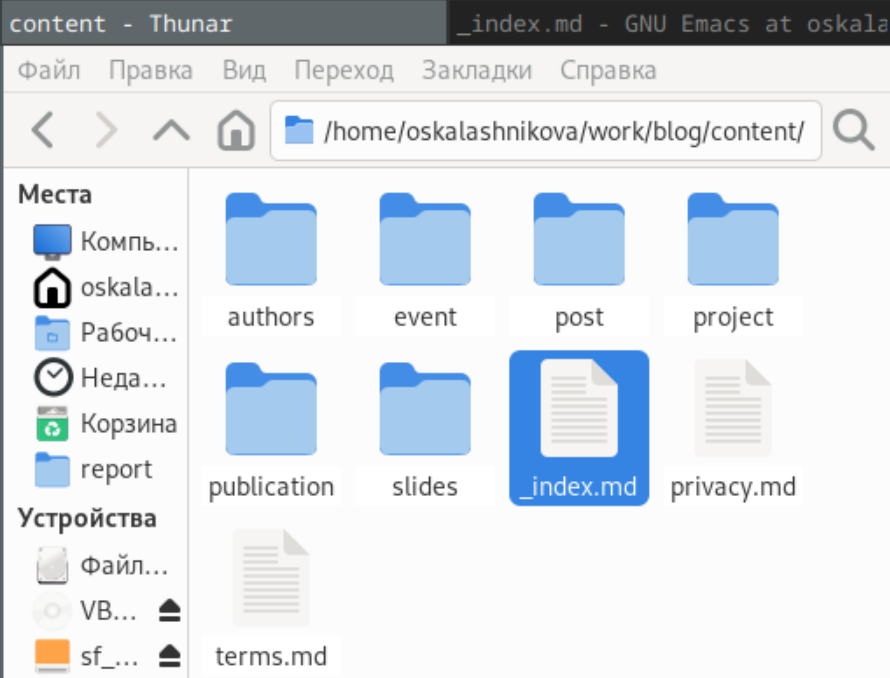 content - Thunar
_index.md - GNU Emacs at oskala
Файл Правка Вид Переход Закладки Справка
/home/oskalashnikova/work/blog/content/
Места
Компь...
oskala...
Рабоч...
Неда...
Корзина
report
Устройства
Файл...
VB...
sf_...
authors event post project
publication slides _index.md privacy.md
terms.md